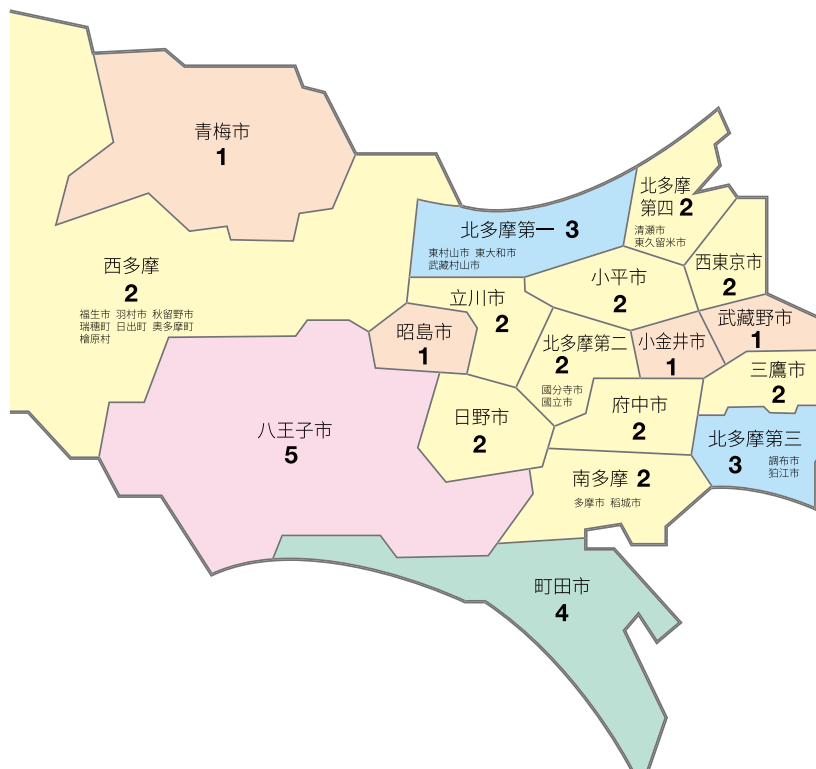 青梅市
1
北多摩
第四 2
清瀬市
東久留米市
北多摩第一 3
東村山市 東大和市
武藏村山市
西東京市
2
西多摩
2
福生市 羽村市 秋留野市
瑞穗町 日出町 奧多摩町
檜原村
小平市
2
立川市
2
武藏野市
1
昭島市
1
北多摩第二
2
國分寺市
國立市
小金井市
1
三鷹市
2
日野市
2
府中市
2
八王子市
5
北多摩第三
3
調布市
狛江市
南多摩 2
多摩市 稻城市
町田市
4